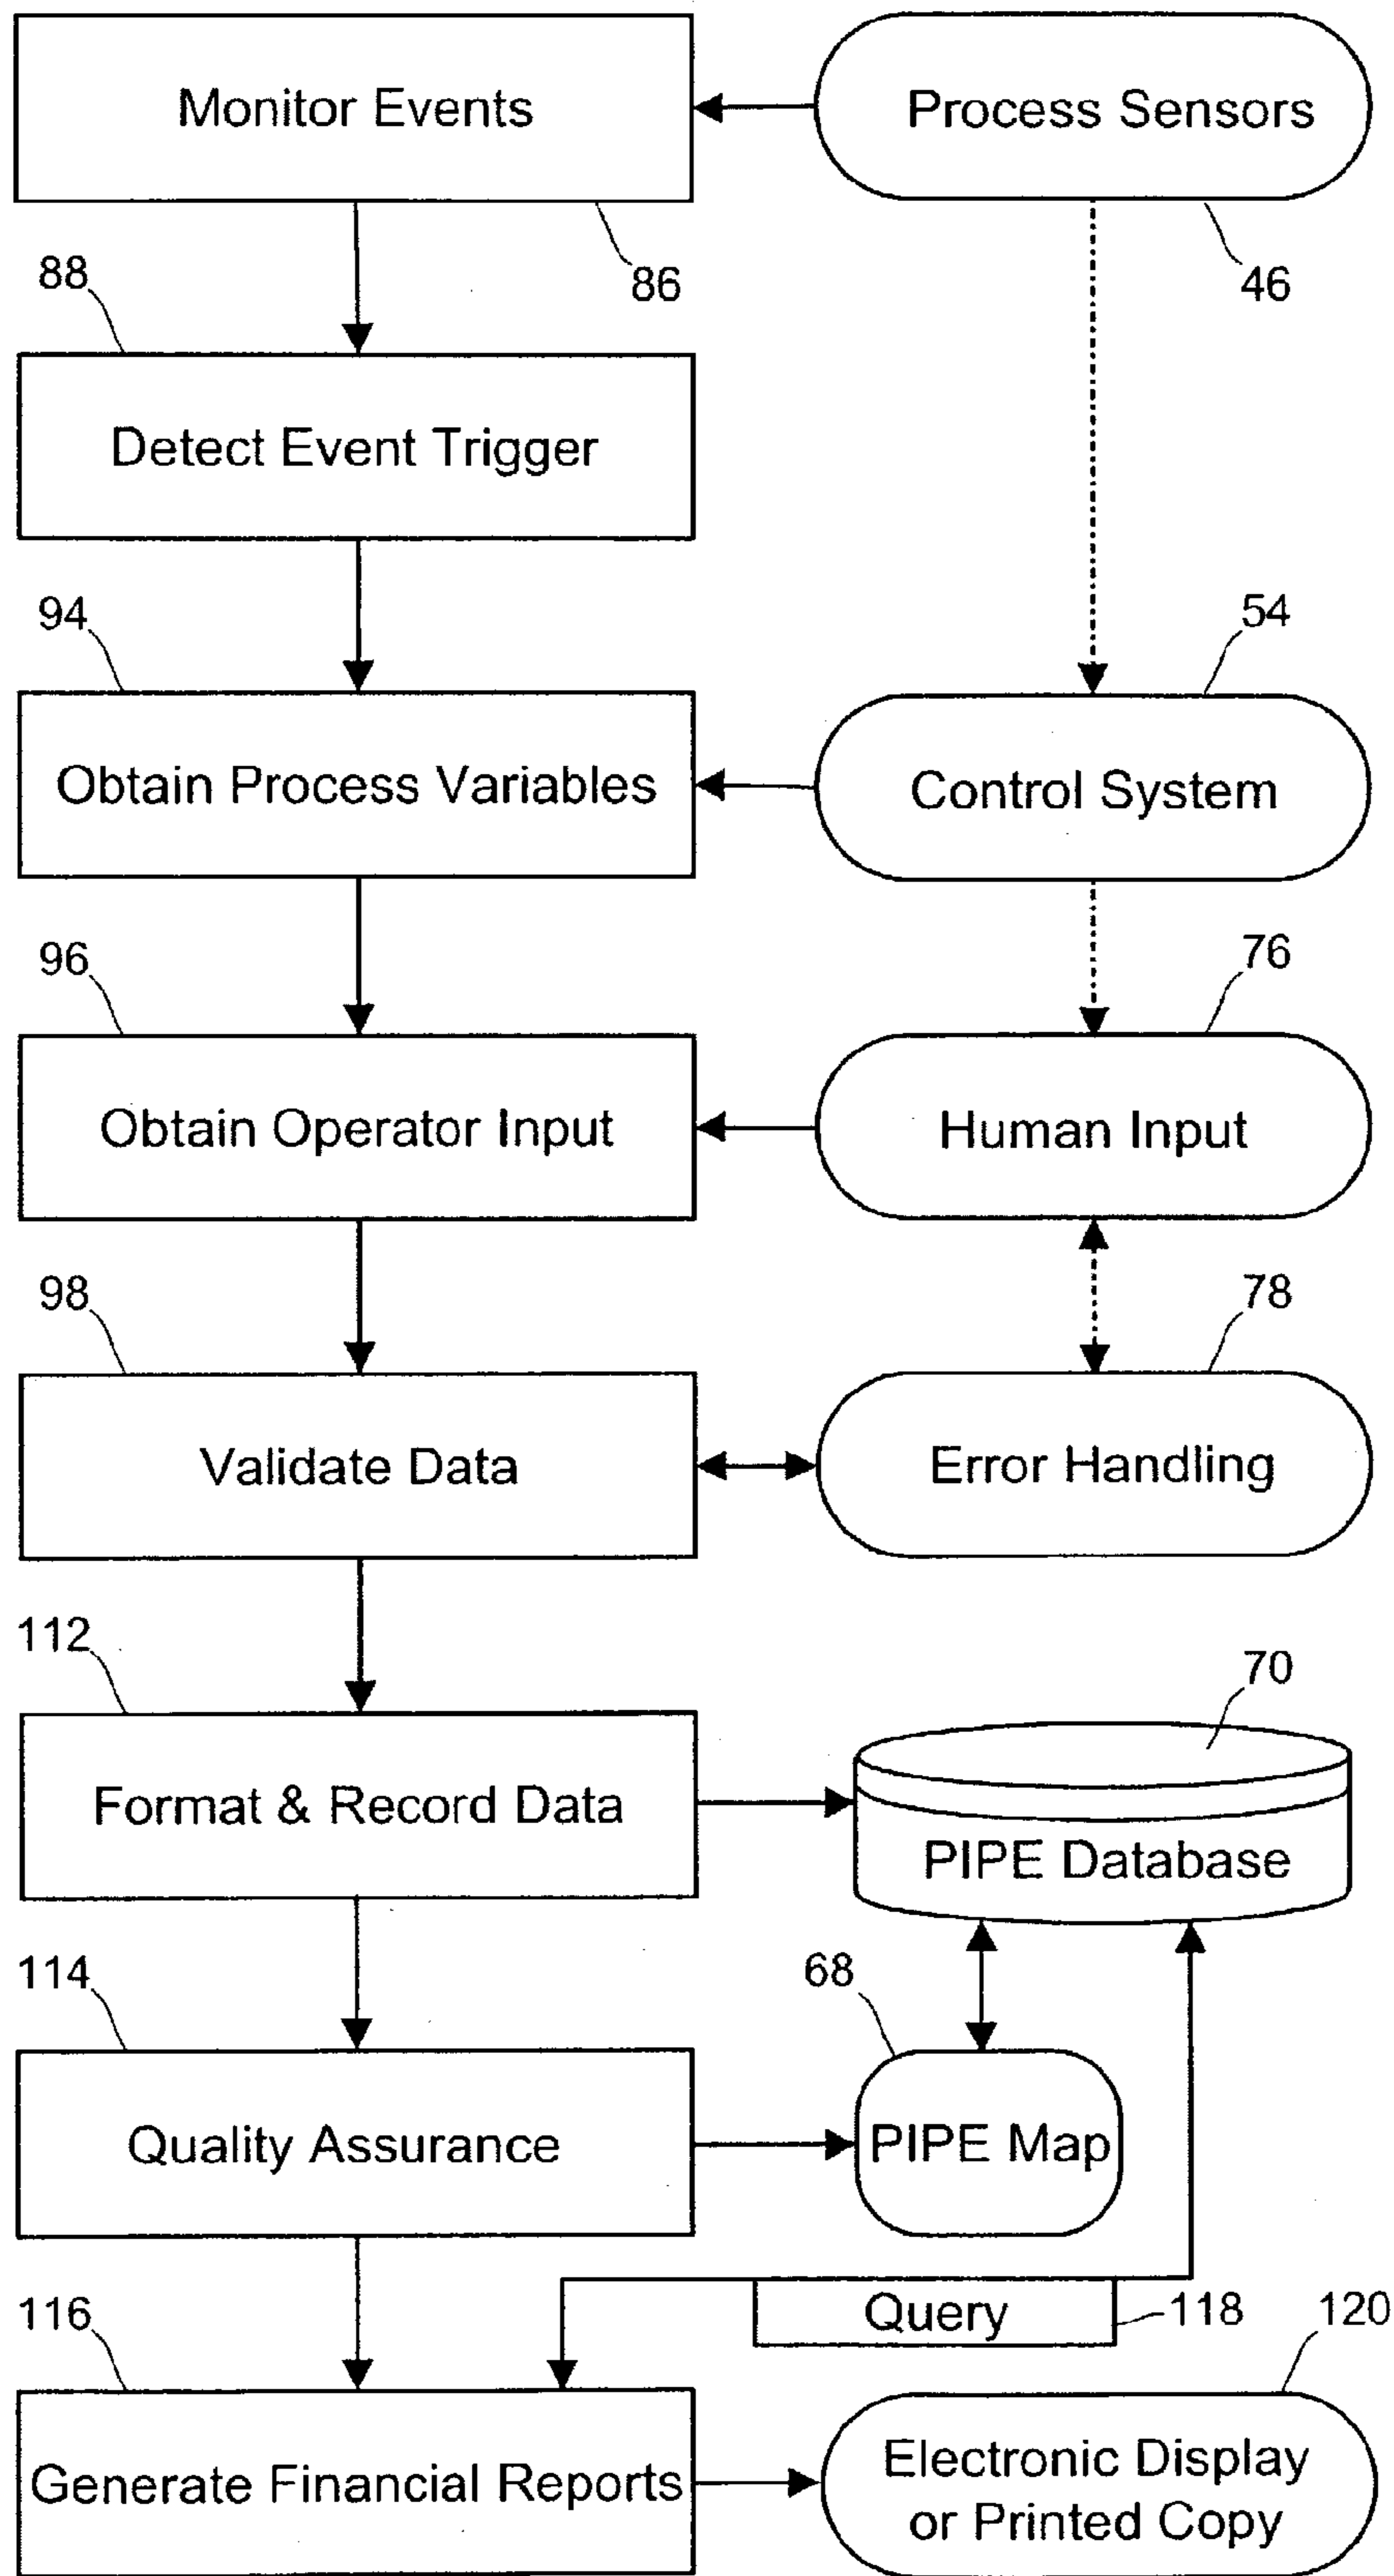 Monitor Events
Process Sensors
86
46
88
Detect Event Trigger
94
54
Obtain Process Variables
Control System
96
76
Obtain Operator Input
Human Input
98
78
Validate Data
Error Handling
112
70
Format & Record Data
PIPE Database
114
68
Quality Assurance
PIPE Map
116
Query
118
120
Generate Financial Reports
Electronic Display
or Printed Copy